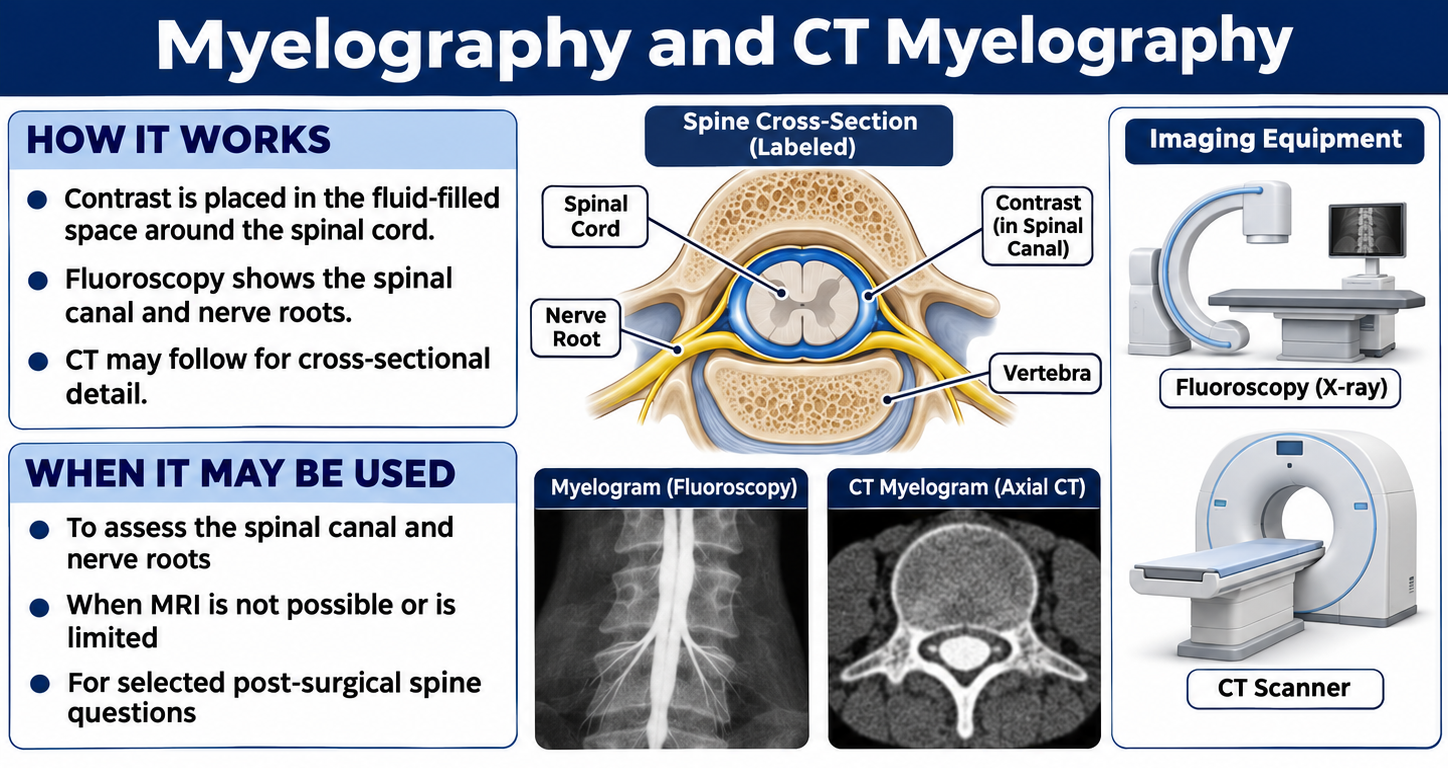 Myelography and CT Myelography
HOW IT WORKS
● Contrast is placed in the fluid-filled
space around the spinal cord.
● Fluoroscopy shows the spinal
canal and nerve roots.
● CT may follow for cross-sectional
detail.
WHEN IT MAY BE USED
● To assess the spinal canal and
nerve roots
● When MRI is not possible or is
limited
● For selected post-surgical spine
questions
Spine Cross-Section
(Labeled)
Spinal
Cord
Contrast
(in Spinal
Canal)
Nerve
Root
Vertebra
Myelogram (Fluoroscopy)
CT Myelogram (Axial CT)
Imaging Equipment
Fluoroscopy (X-ray)
CT Scanner